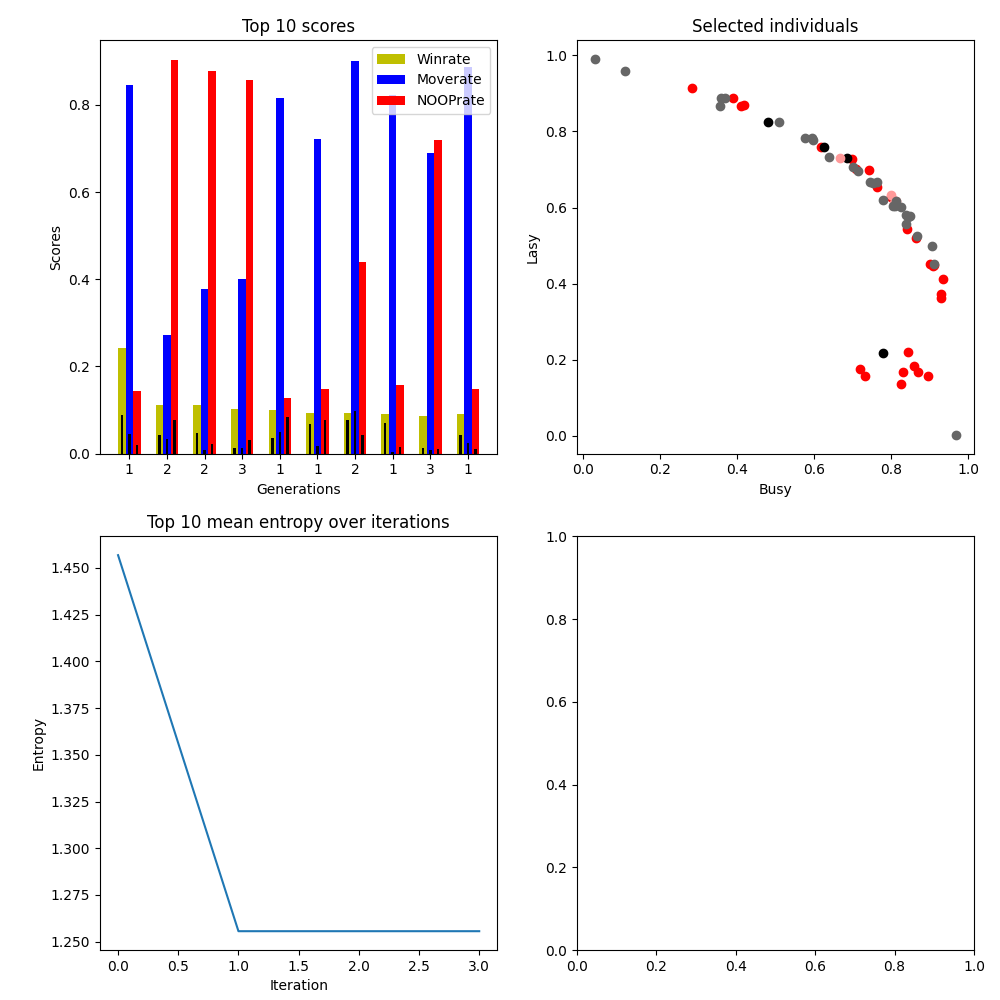 Top 10 scores
Winrate
Moverate
NOOPrate
0.8
0.6
0.4
0.2
0.0
Scores
1 2 2 3 1 1 2 1 3 1
Generations
Selected individuals
1.0
0.8
0.6
0.4
0.2
0.0
Lasy
0.0 0.2 0.4 0.6 0.8 1.0
Busy
Top 10 mean entropy over iterations
1.450
1.425
1.400
1.375
1.350
1.325
1.300
1.275
1.250
Entropy
0.0 0.5 1.0 1.5 2.0 2.5 3.0
Iteration
1.0
0.8
0.6
0.4
0.2
0.0
0.0 0.2 0.4 0.6 0.8 1.0